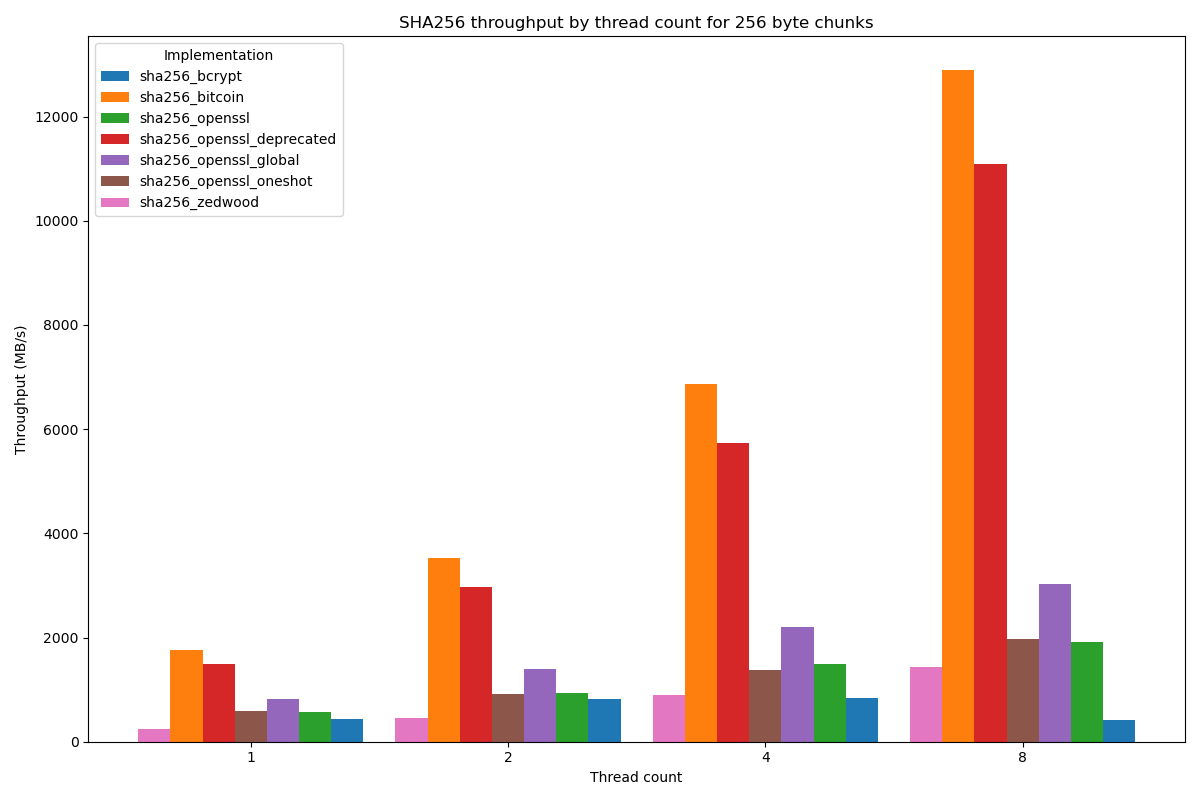 SHA256 throughput by thread count for 256 byte chunks
Implementation
sha256_bcrypt
sha256_bitcoin
sha256_openssl
sha256_openssl_deprecated
sha256_openssl_global
sha256_openssl_oneshot
sha256_zedwood
12000
10000
8000
6000
4000
2000
0
Throughput (MB/s)
1 2 4 8
Thread count